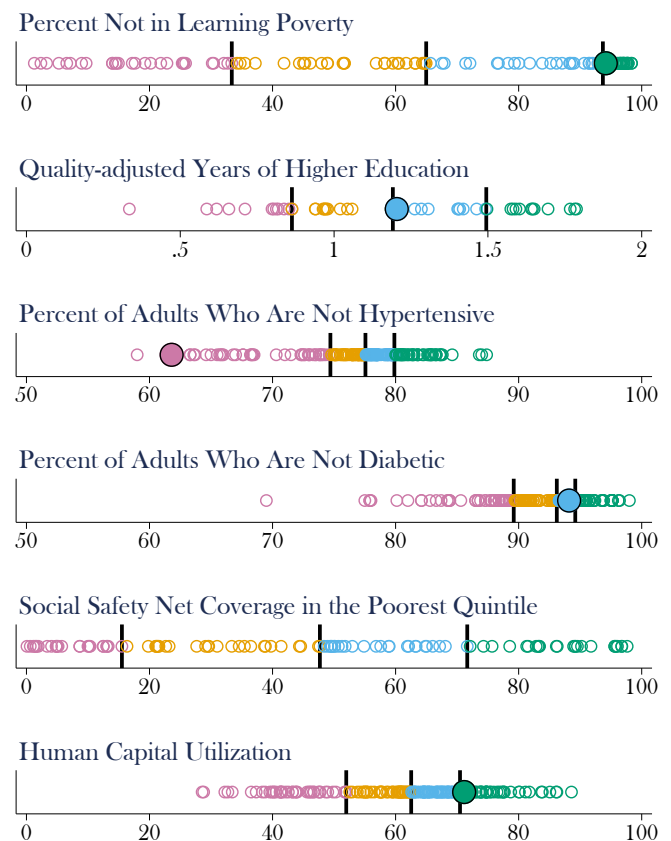 Percent Not in Learning Poverty
0 20 40 60 80 100
Quality-adjusted Years of Higher Education
0 .5 1 1.5 2
Percent of Adults Who Are Not Hypertensive
50 60 70 80 90 100
Percent of Adults Who Are Not Diabetic
50 60 70 80 90 100
Social Safety Net Coverage in the Poorest Quintile
0 20 40 60 80 100
Human Capital Utilization
0 20 40 60 80 100